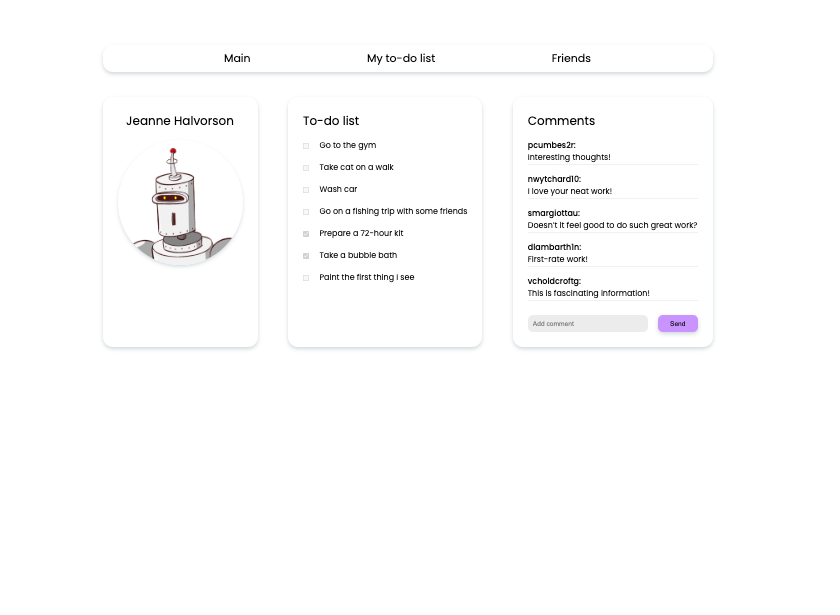 Main
My to-do list
Friends
Jeanne Halvorson
To-do list
Go to the gym
Take cat on a walk
Wash car
Go on a fishing trip with some friends
Prepare a 72-hour kit
Take a bubble bath
Paint the first thing I see
Comments
pcumbes2r:
Interesting thoughts!
nwytchard10:
I love your neat work!
smargiottau:
Doesn't it feel good to do such great work?
dlambarth1n:
First-rate work!
vcholdcroftg:
This is fascinating information!
Add comment
Send